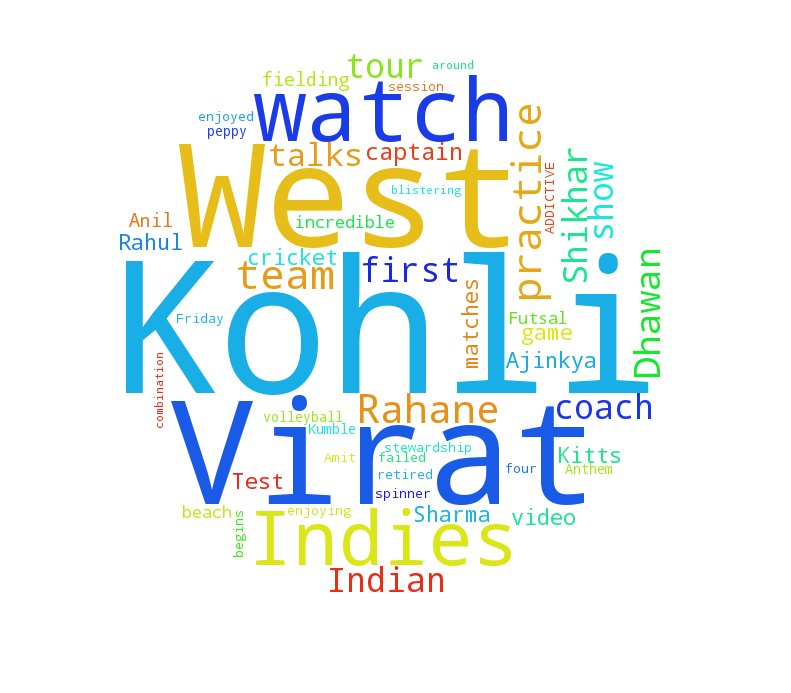 around
tour
fielding
session
watch
enjoyed
peppy
talks
captain
West
practice
ADDICTIVE
Shikhar
show
blistering
Anil
incredible
Rahul
cricket
team
first
Kohli
matches
Dhawan
Friday
Futsal
game
combination
Ajinkya
Rahane
coach
Virat
volleyball
Kumble
stewardship
Kitts
Amit
failed
four
Anthem
retired
Test
spinner
beach
enjoying
Sharma
video
begins
Indies
Indian